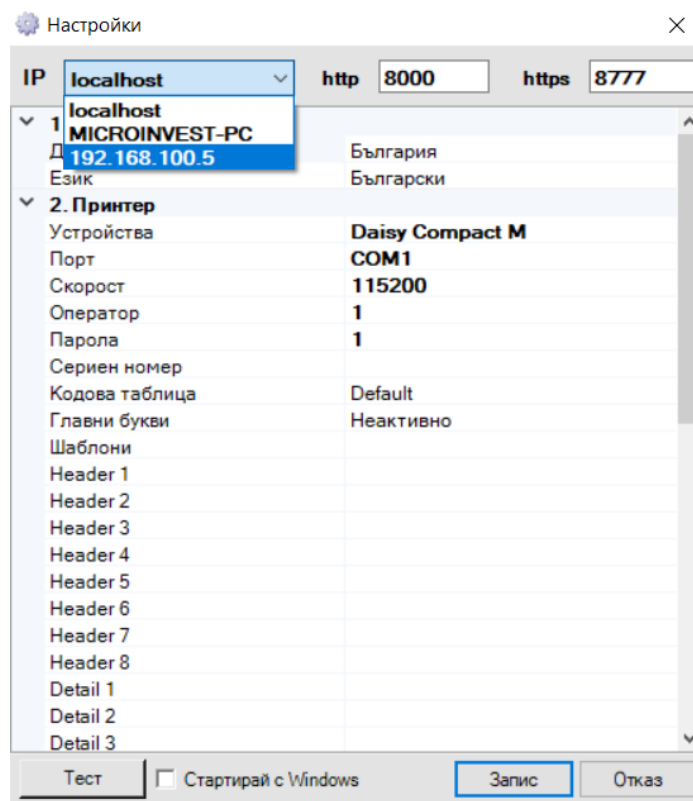 Настройки
IP localhost http 8000 https 8777
localhost
MICROINVEST-PC
192.168.100.5
1
Д България
Език Български
2. Принтер
Устройства Daisy Compact M
Порт COM1
Скорост 115200
Оператор 1
Парола 1
Сериен номер
Кодова таблица Default
Главни букви Неактивно
Шаблони
Header 1
Header 2
Header 3
Header 4
Header 5
Header 6
Header 7
Header 8
Detail 1
Detail 2
Detail 3
Тест Стартирай с Windows Запис Отказ